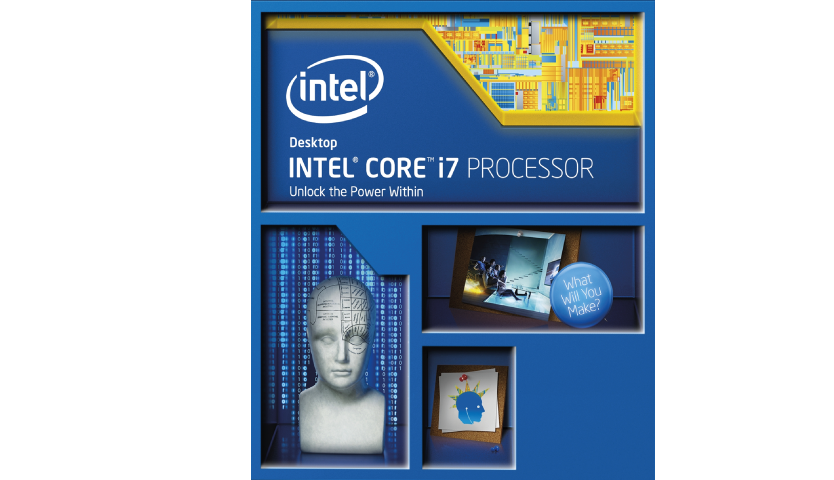 intel®
Desktop
INTEL® CORE™ i7 PROCESSOR
Unlock the Power Within
What
Will You
Make?